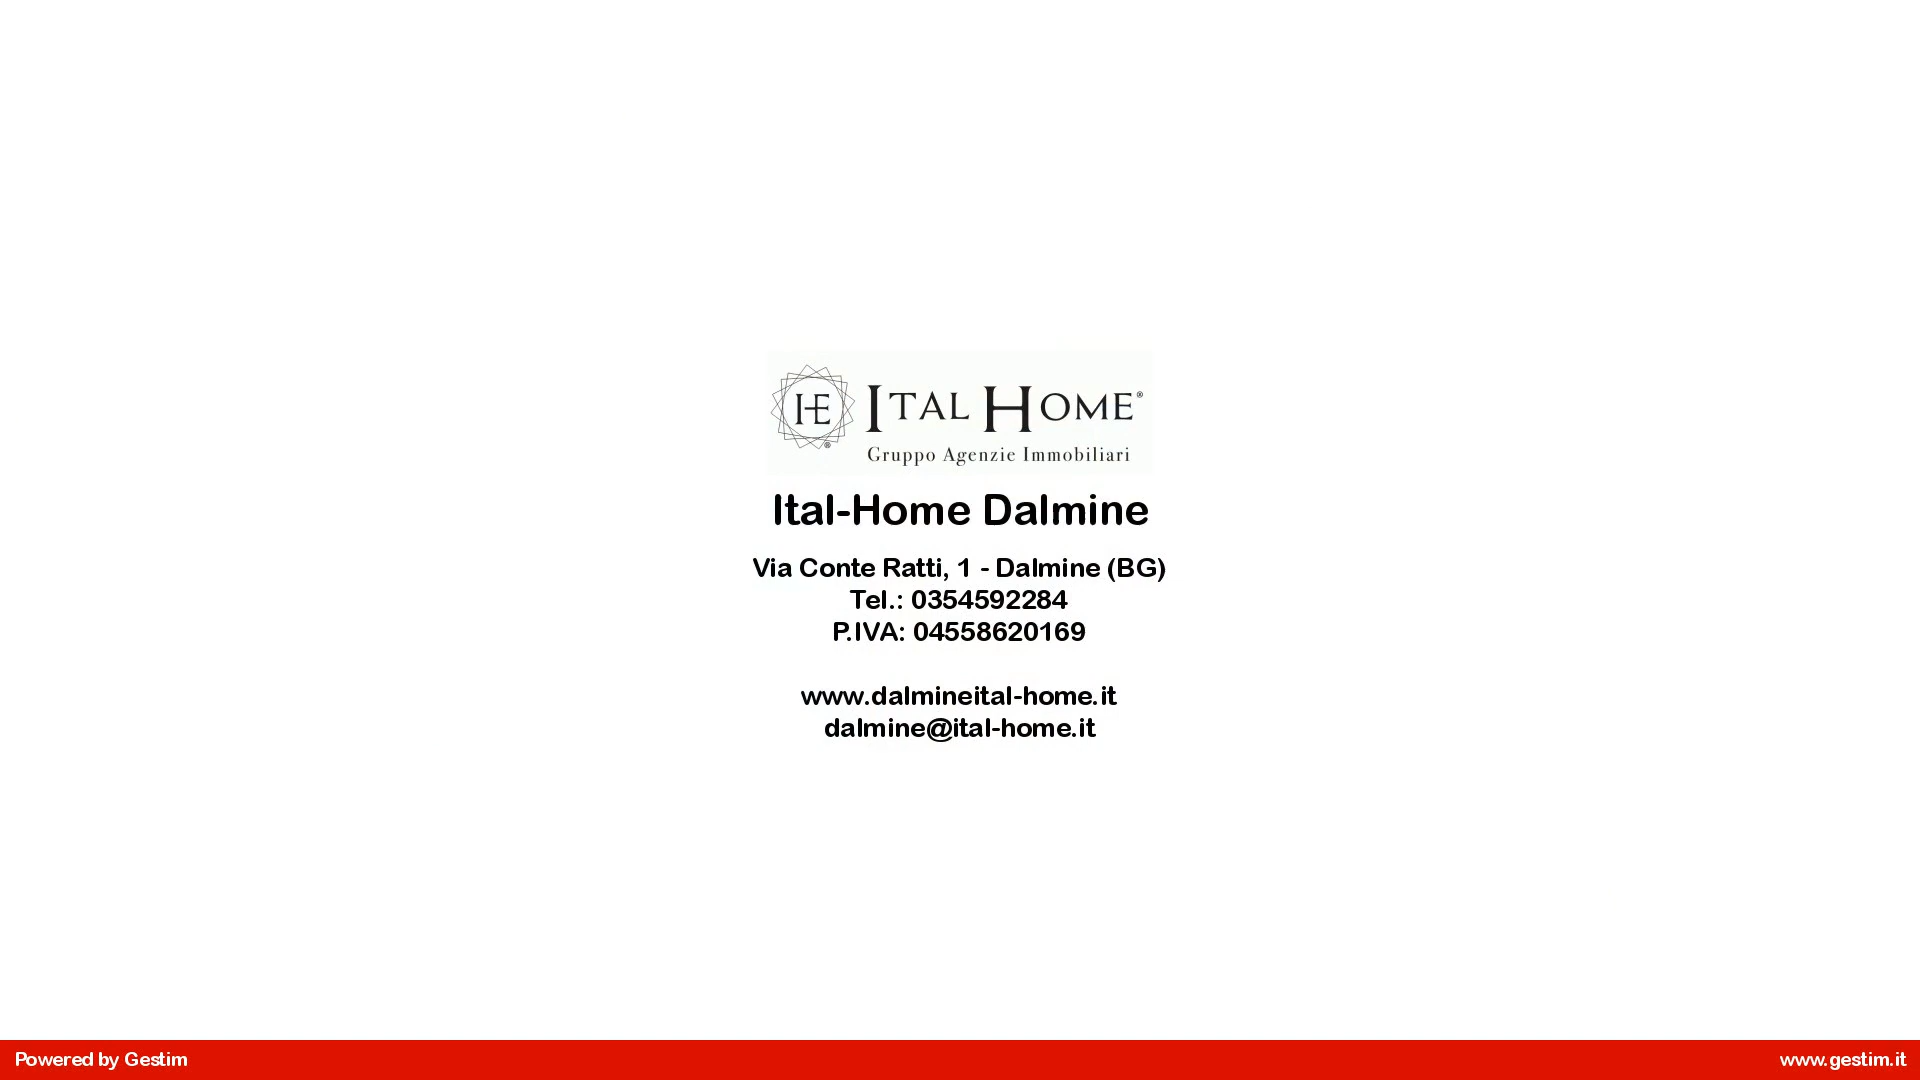 HE
ITAL HOME®
Gruppo Agenzie Immobiliari
Ital-Home Dalmine
Via Conte Ratti, 1 - Dalmine (BG)
Tel.: 0354592284
P.IVA: 04558620169
www.dalmineital-home.it
dalmine@ital-home.it
Powered by Gestim
www.gestim.it